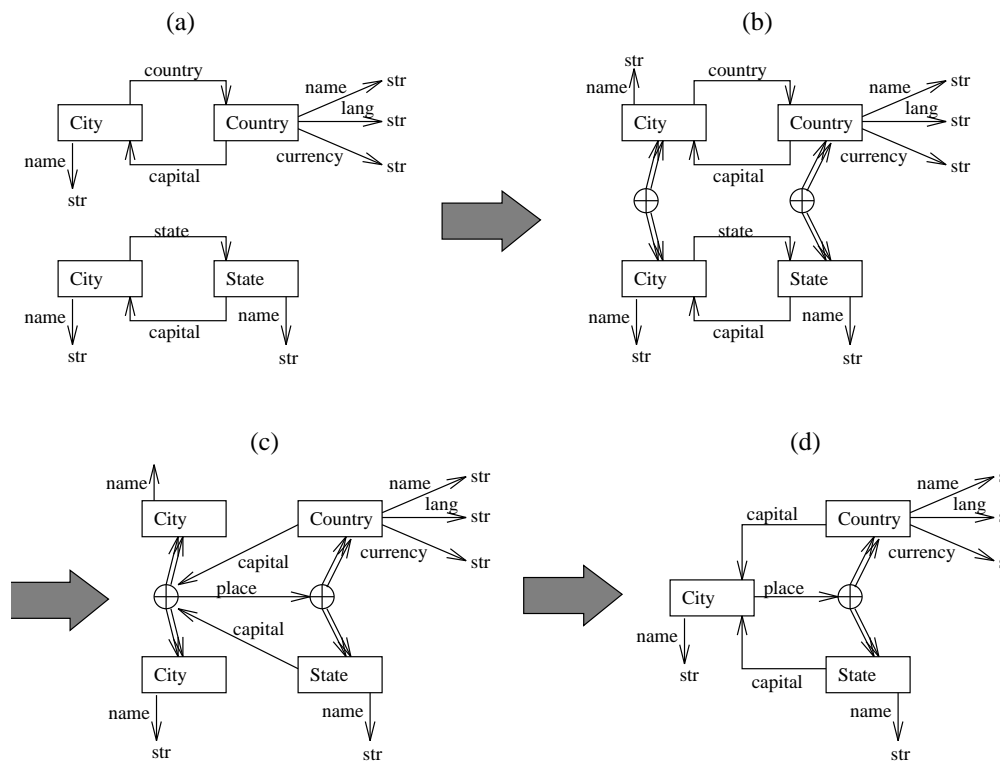 (a)
country
name
str
City
Country
lang
str
currency
name
capital
str
str
state
City
State
name
capital
name
str
str
(b)
str
name
country
name
str
City
Country
lang
str
currency
capital
str
state
City
State
name
capital
name
str
str
(c)
name
name
str
City
Country
lang
str
capital
currency
str
place
capital
City
State
name
name
str
str
(d)
name
s
capital
Country
lang
s
currency
s
City
place
name
str
capital
State
name
str